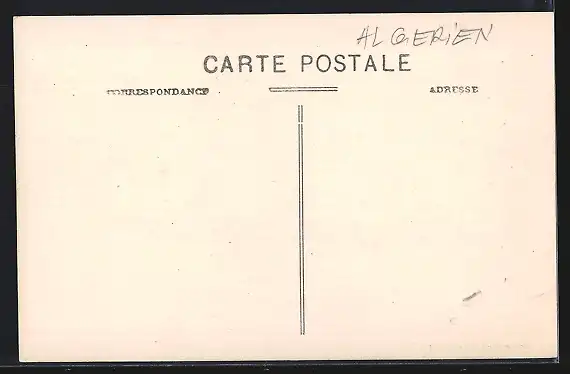 ALGERIEN
CARTE POSTALE
CORRESPONDANCE
ADRESSE